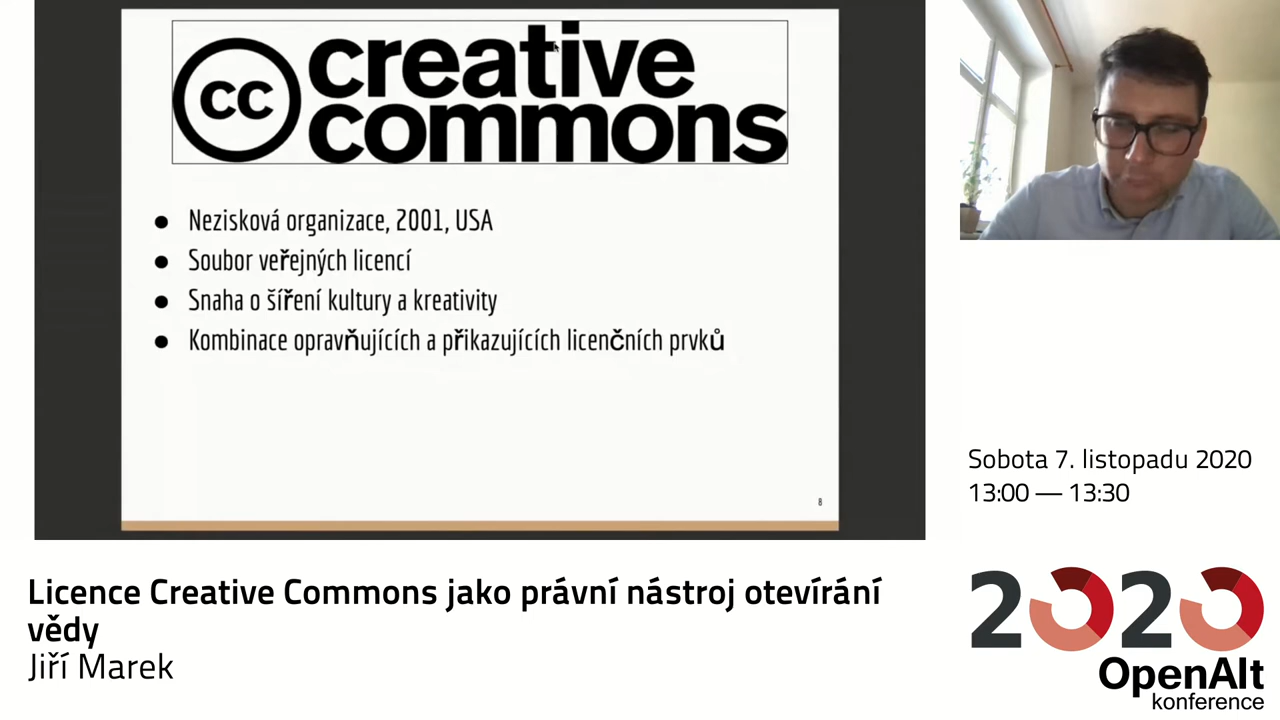 cc creative
commons
● Nezisková organizace, 2001, USA
● Soubor veřejných licencí
● Snaha o šíření kultury a kreativity
● Kombinace opravňujících a přikazujících licenčních prvků
8
Sobota 7. listopadu 2020
13:00 — 13:30
Licence Creative Commons jako právní nástroj otevírání
vědy
Jiří Marek
2020
OpenAlt
konference